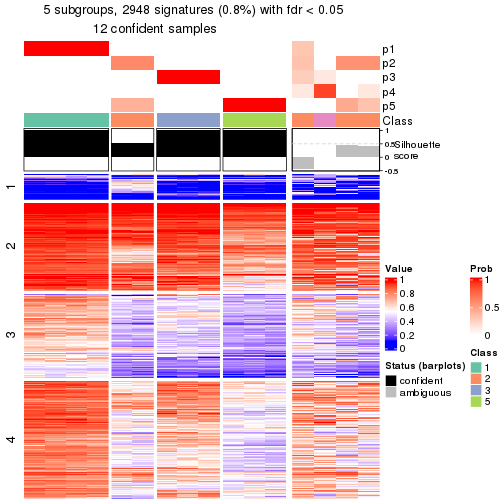 5 subgroups, 2948 signatures (0.8%) with fdr < 0.05
12 confident samples
p1
p2
p3
p4
p5
Class
1
0.5
0
-0.5
Silhouette
score
1
2
3
4
Value
1
0.8
0.6
0.4
0.2
0
Prob
1
0.5
0
Status (barplots)
confident
ambiguous
Class
1
2
3
5